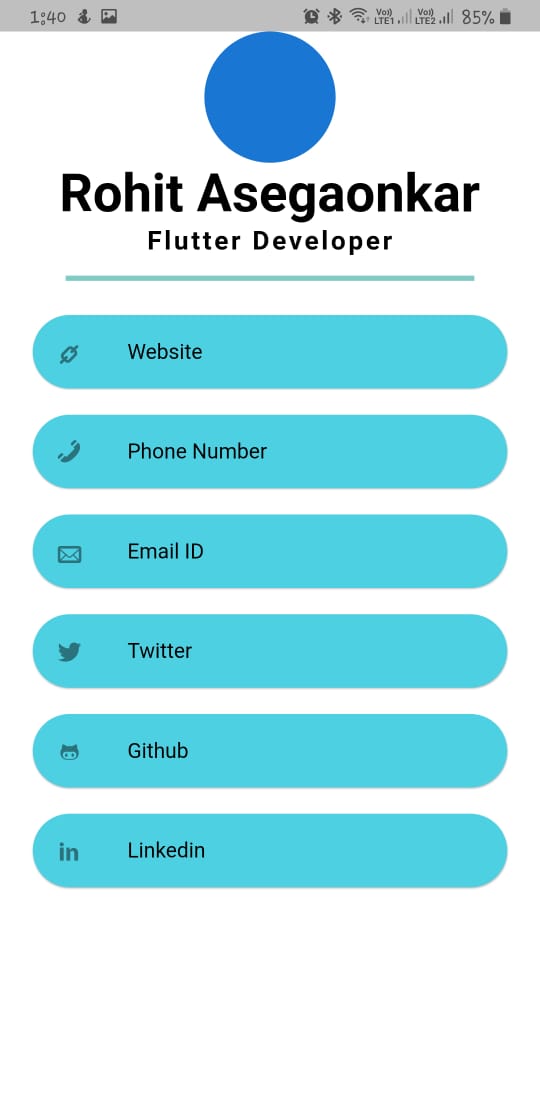 1:40 Vo)) LTE1 Vo)) LTE2 85%
Rohit Asegaonkar
Flutter Developer
Website
Phone Number
Email ID
Twitter
Github
in Linkedin